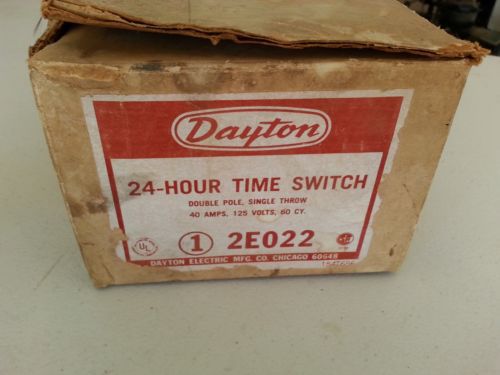 Dayton
24-HOUR TIME SWITCH
DOUBLE POLE, SINGLE THROW
40 AMPS, 125 VOLTS, 60 CY.
UL 1 2E022
DAYTON ELECTRIC MFG. CO. CHICAGO 60648